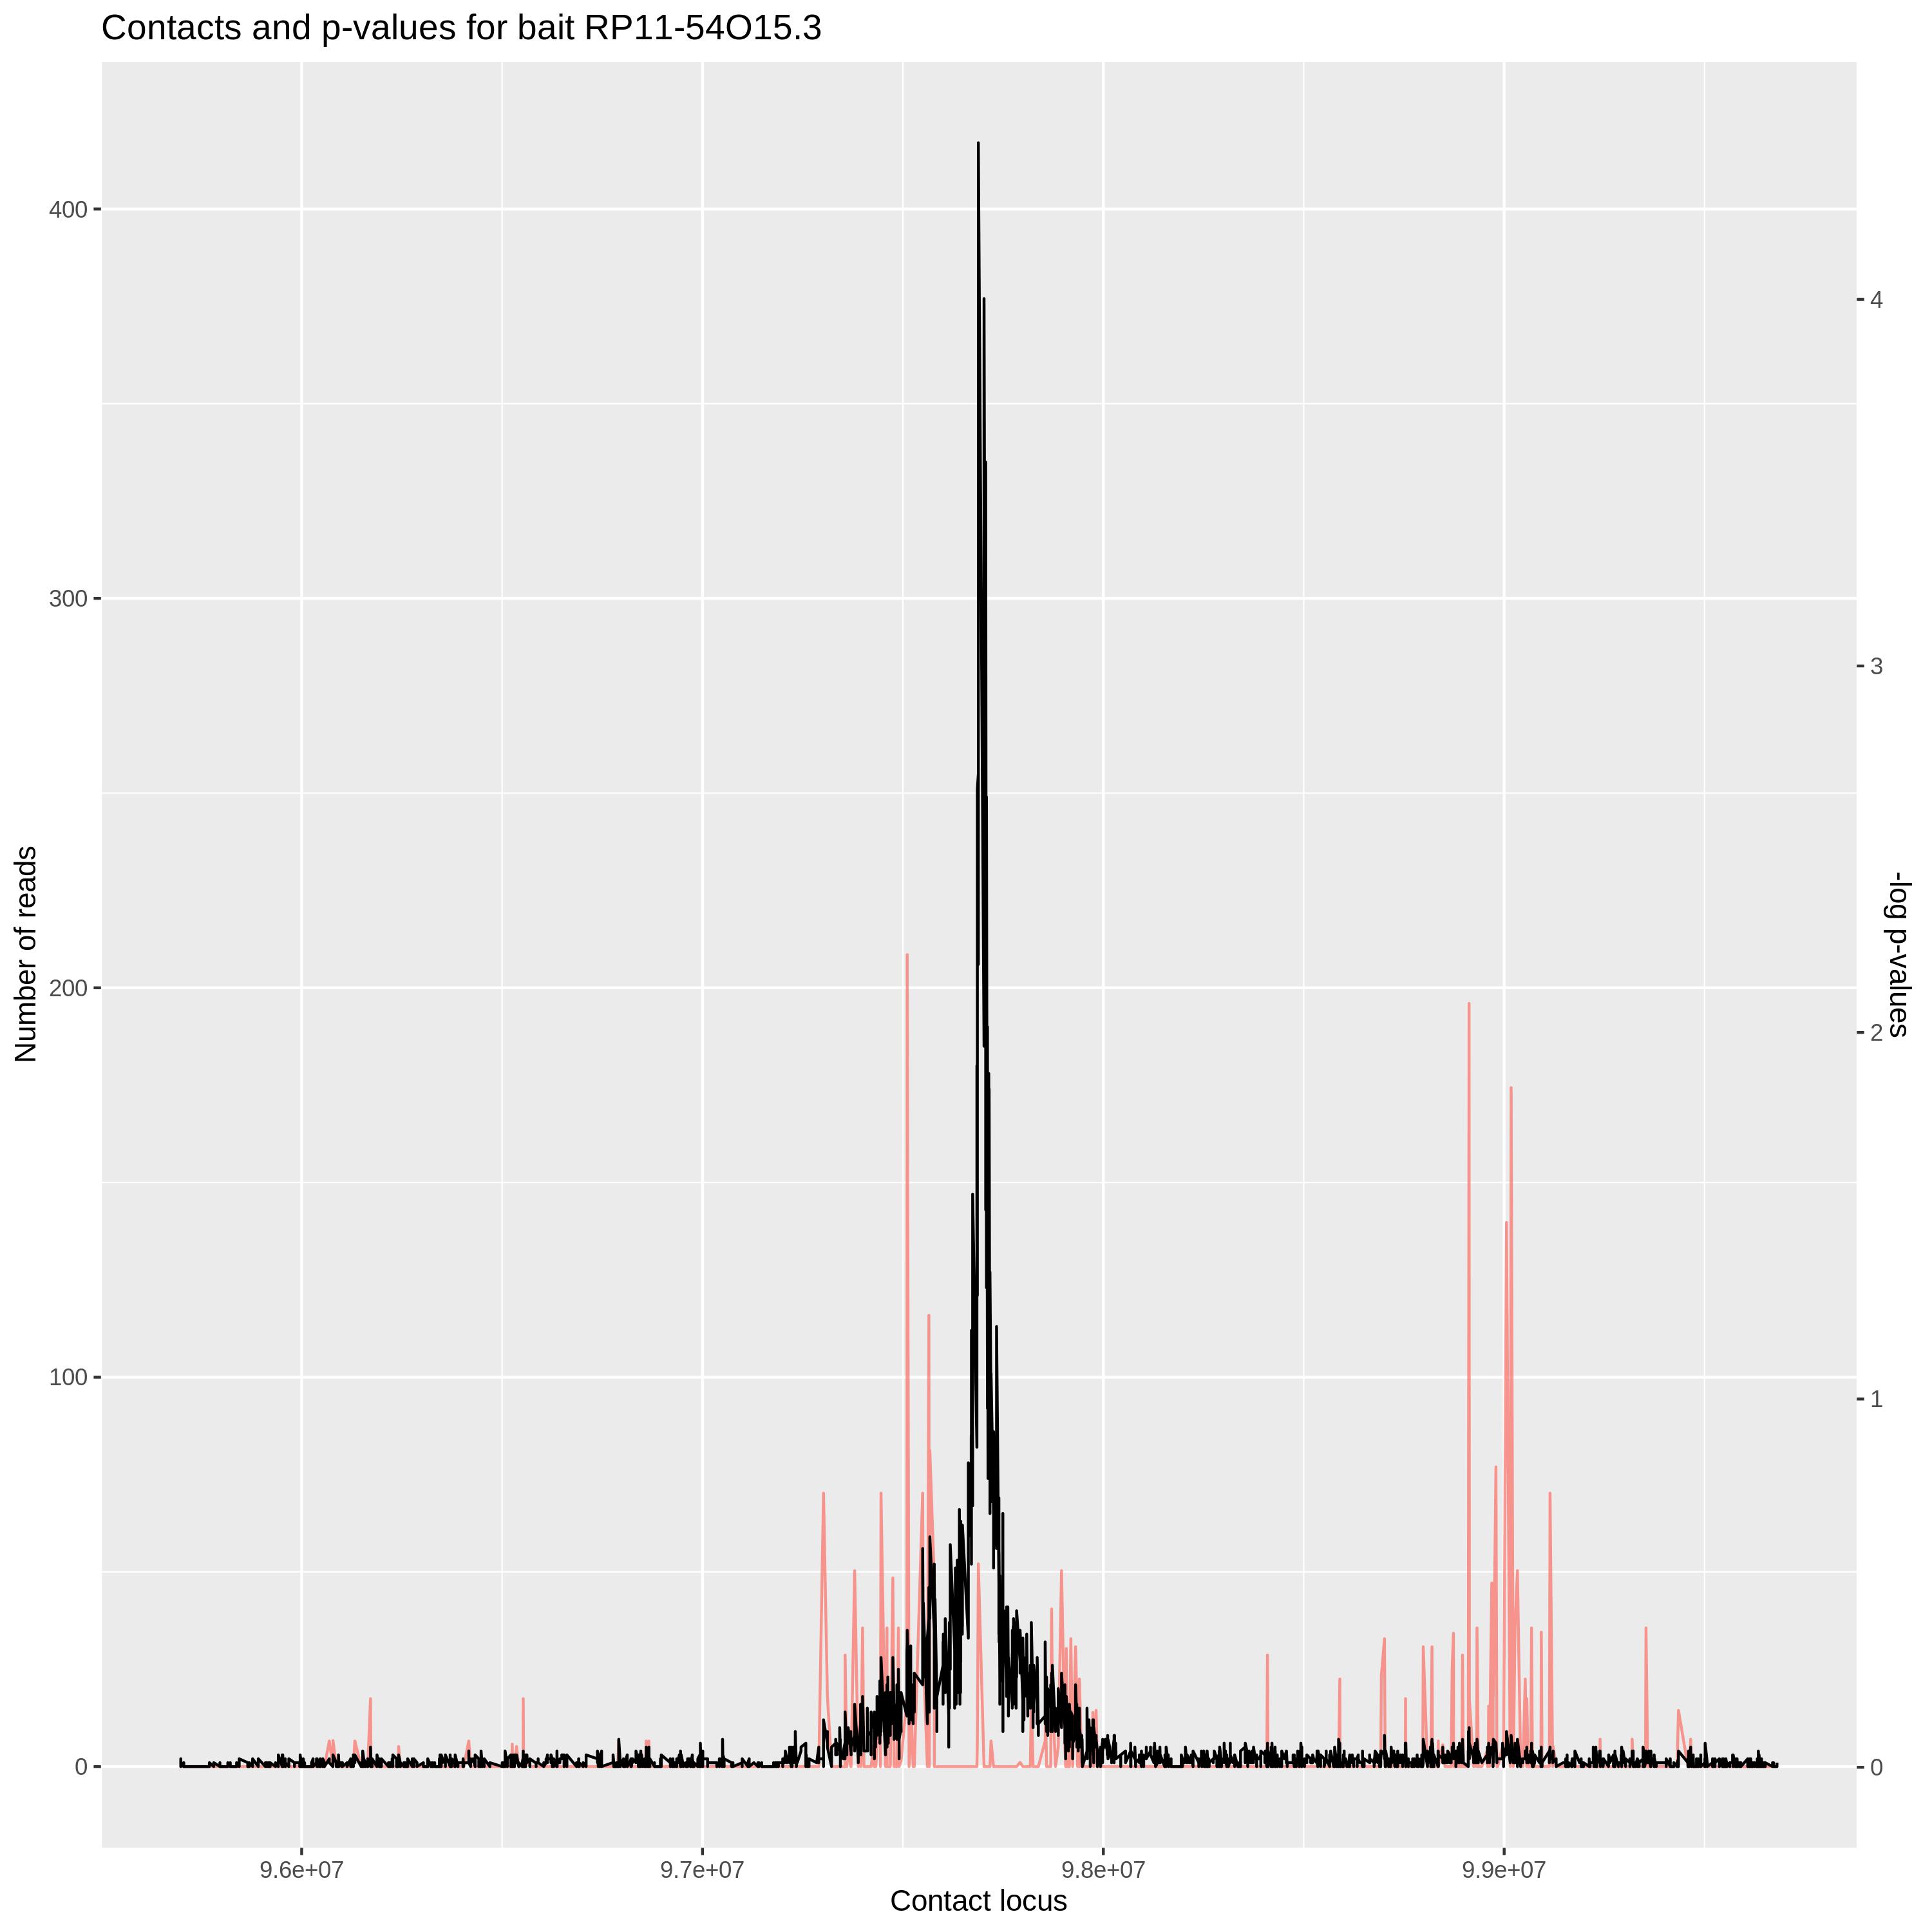 Contacts and p-values for bait RP11-54O15.3
400
300
200
100
0
4
3
2
1
0
Number of reads
-log p-values
9.6e+07 9.7e+07 9.8e+07 9.9e+07
Contact locus